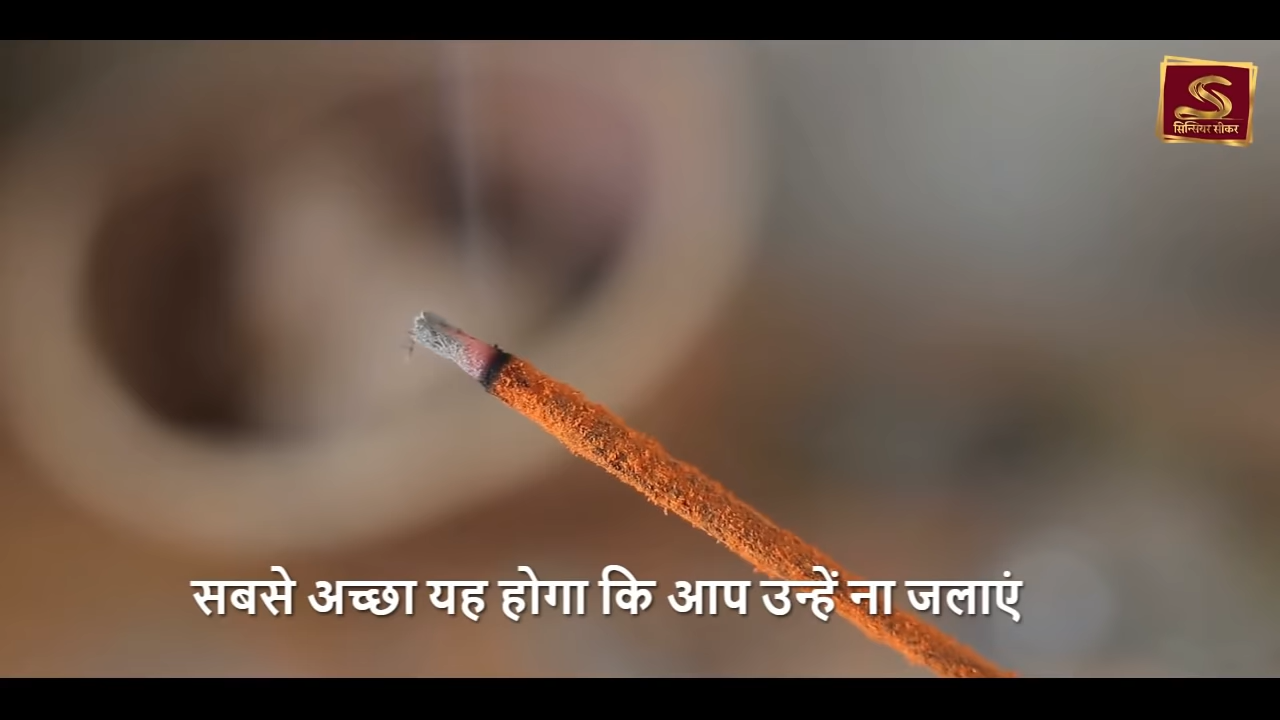 सिन्सियर सीकर
सबसे अच्छा यह होगा कि आप उन्हें ना जलाएं